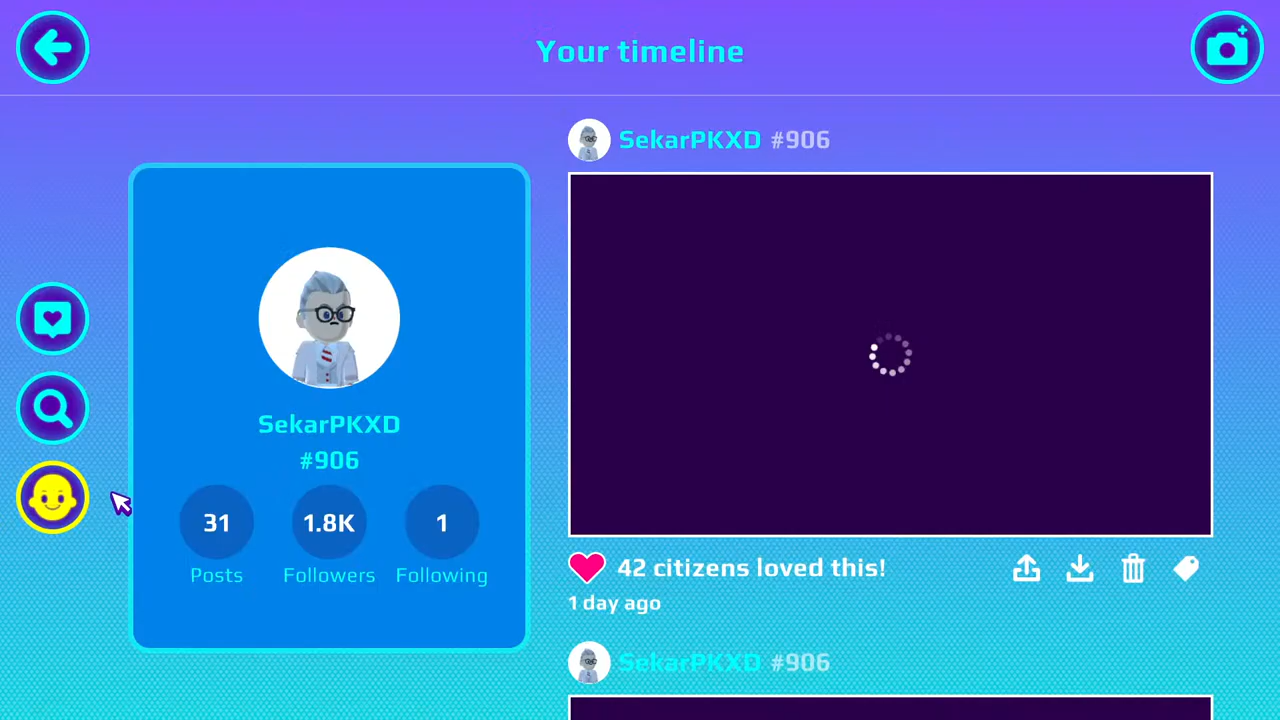 Your timeline
SekarPKXD #906
SekarPKXD
#906
31
1.8K
1
Posts
Followers
Following
42 citizens loved this!
1 day ago
SekarPKXD #906